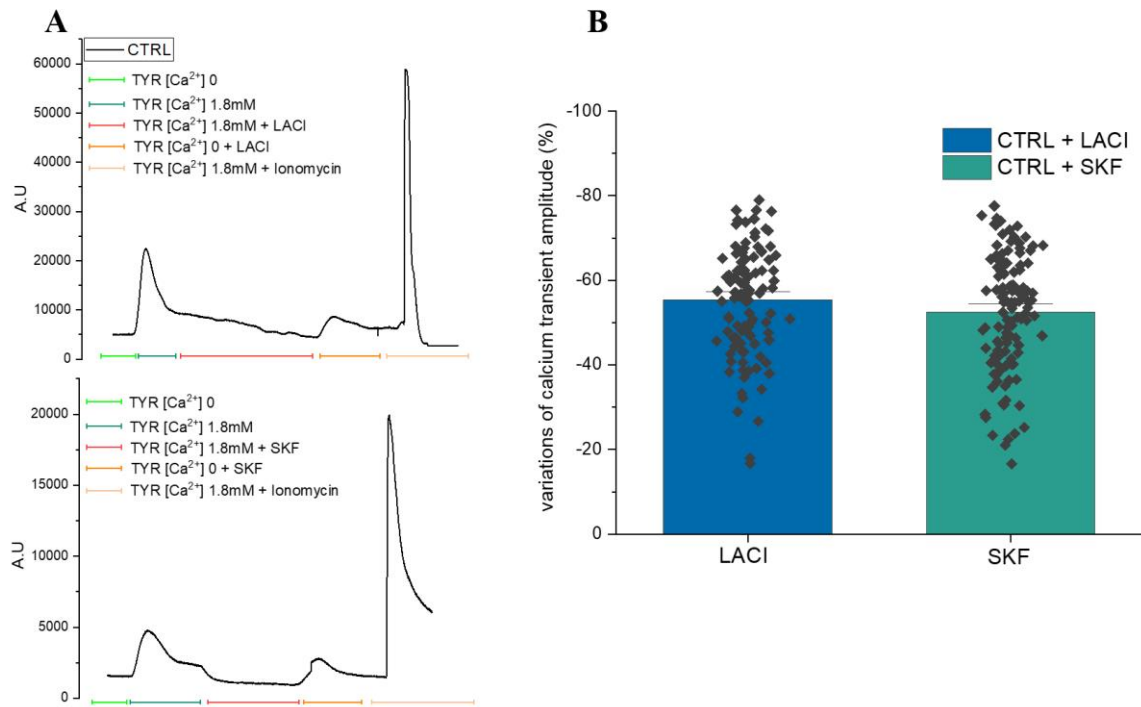 A
CTRL
TYR [Ca²⁺] 0
TYR [Ca²⁺] 1.8mM
TYR [Ca²⁺] 1.8mM + LACI
TYR [Ca²⁺] 0 + LACI
TYR [Ca²⁺] 1.8mM + Ionomycin
A.U
60000
50000
40000
30000
20000
10000
0
TYR [Ca²⁺] 0
TYR [Ca²⁺] 1.8mM
TYR [Ca²⁺] 1.8mM + SKF
TYR [Ca²⁺] 0 + SKF
TYR [Ca²⁺] 1.8mM + Ionomycin
A.U
20000
15000
10000
5000
0
B
variations of calcium transient amplitude (%)
-100
-80
-60
-40
-20
0
CTRL + LACI
CTRL + SKF
LACI
SKF